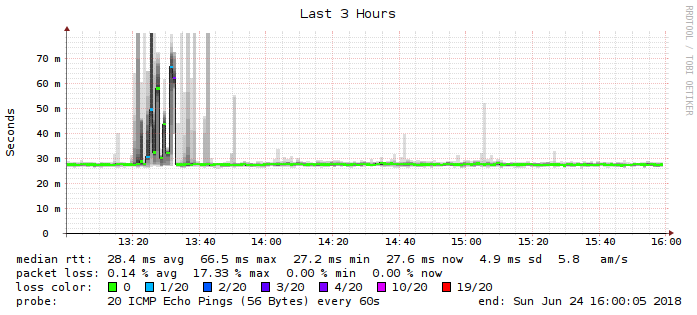 Last 3 Hours
RRDTOOL / TOBI OETIKER
Seconds
70 m
60 m
50 m
40 m
30 m
20 m
10 m
0
13:20 13:40 14:00 14:20 14:40 15:00 15:20 15:40 16:00
median rtt: 28.4 ms avg 66.5 ms max 27.2 ms min 27.6 ms now 4.9 ms sd 5.8 am/s
packet loss: 0.14 % avg 17.33 % max 0.00 % min 0.00 % now
loss color: 0 1/20 2/20 3/20 4/20 10/20 19/20
probe: 20 ICMP Echo Pings (56 Bytes) every 60s end: Sun Jun 24 16:00:05 2018